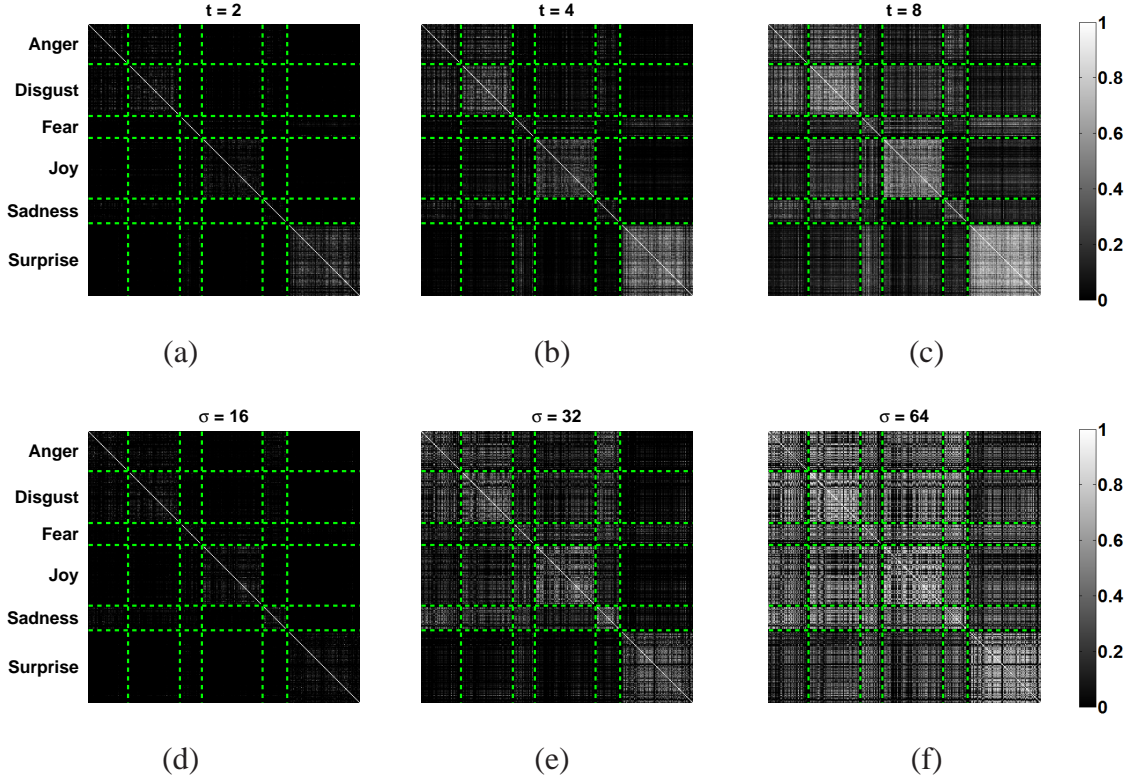 t = 2
t = 4
t = 8
Anger
Disgust
Fear
Joy
Sadness
Surprise
1
0.8
0.6
0.4
0.2
0
(a)
(b)
(c)
σ = 16
σ = 32
σ = 64
Anger
Disgust
Fear
Joy
Sadness
Surprise
1
0.8
0.6
0.4
0.2
0
(d)
(e)
(f)